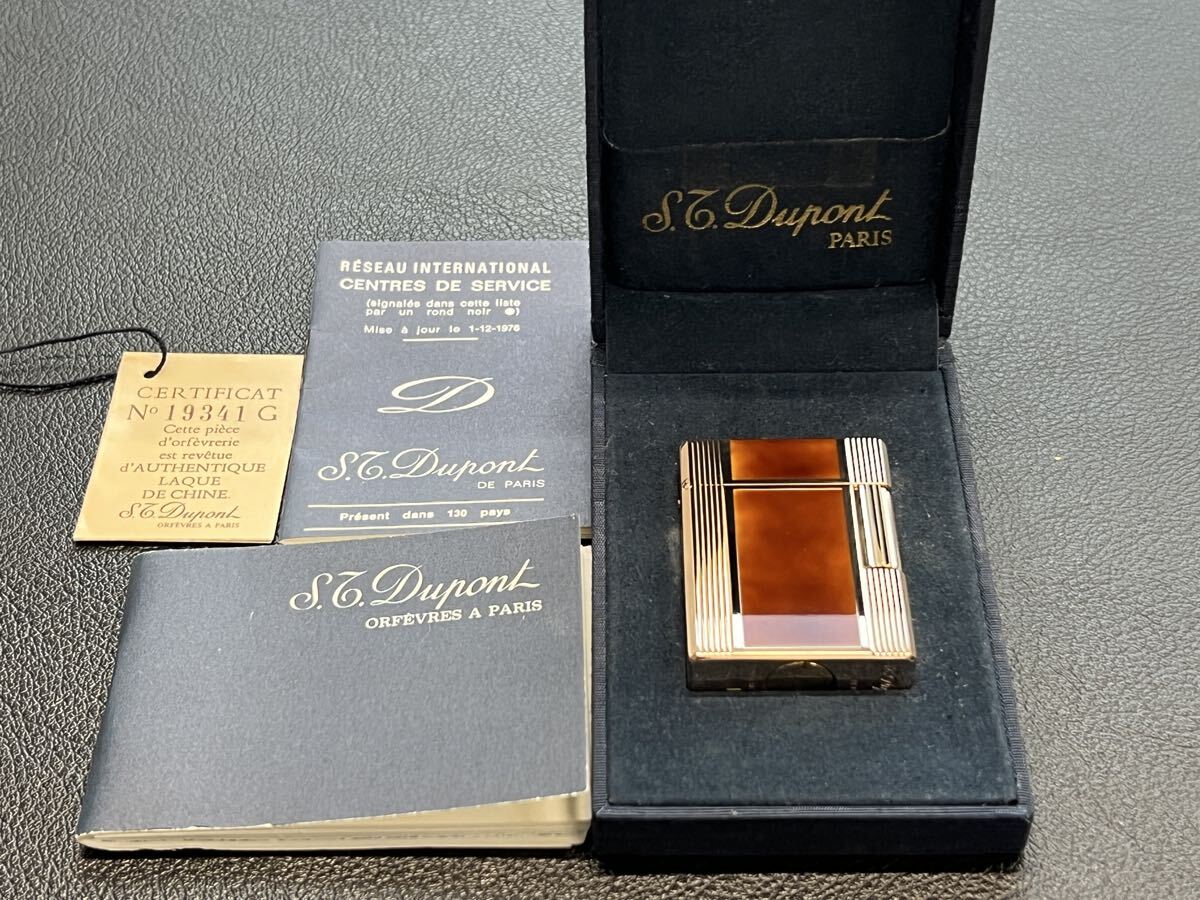 S.T. Dupont
PARIS
RÉSEAU INTERNATIONAL
CENTRES DE SERVICE
(signalés dans cette liste
par un rond noir ●)
Mise à jour le 1-12-1976
D
S.T. Dupont
DE PARIS
Présent dans 130 pays
CERTIFICAT
No 19341 G
Cette pièce
d'orfèvrerie
est revêtue
d'AUTHENTIQUE
LAQUE
DE CHINE.
S.T. Dupont
ORFÈVRES A PARIS
S.T. Dupont
ORFÈVRES A PARIS